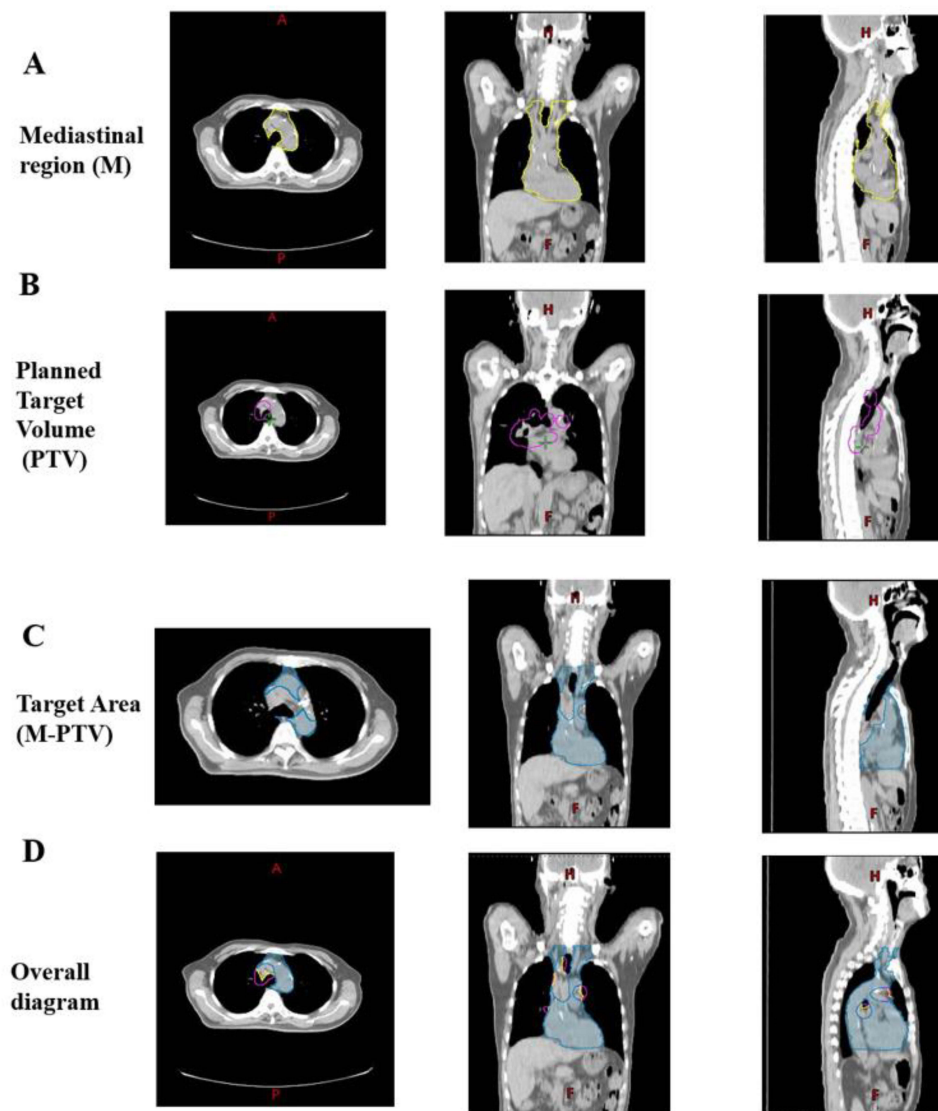 A
Mediastinal
region (M)
A
P
H
F
H
F
B
Planned
Target
Volume
(PTV)
A
P
H
F
H
F
C
Target Area
(M-PTV)
H
F
H
F
D
Overall
diagram
A
P
H
F
H
F